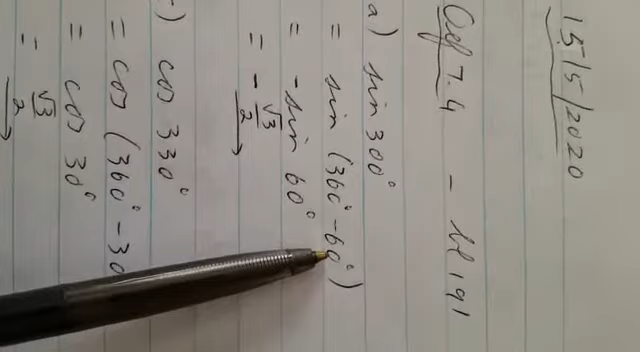 15/5/2020
Oef 7.4 - bl 191
a) sin 300°
= sin (360° - 60°)
= -sin 60°
= - √3/2
c) cos 330°
= cos (360° - 30
= cos 30°
= √3/2